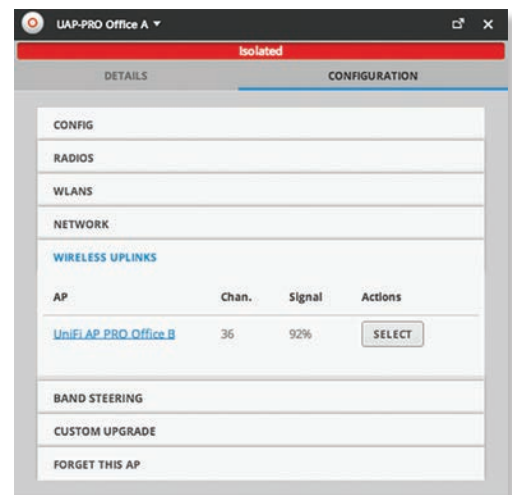 UAP-PRO Office A
Isolated
DETAILS CONFIGURATION
CONFIG
RADIOS
WLANS
NETWORK
WIRELESS UPLINKS
AP Chan. Signal Actions
UniFi AP PRO Office B 36 92% SELECT
BAND STEERING
CUSTOM UPGRADE
FORGET THIS AP